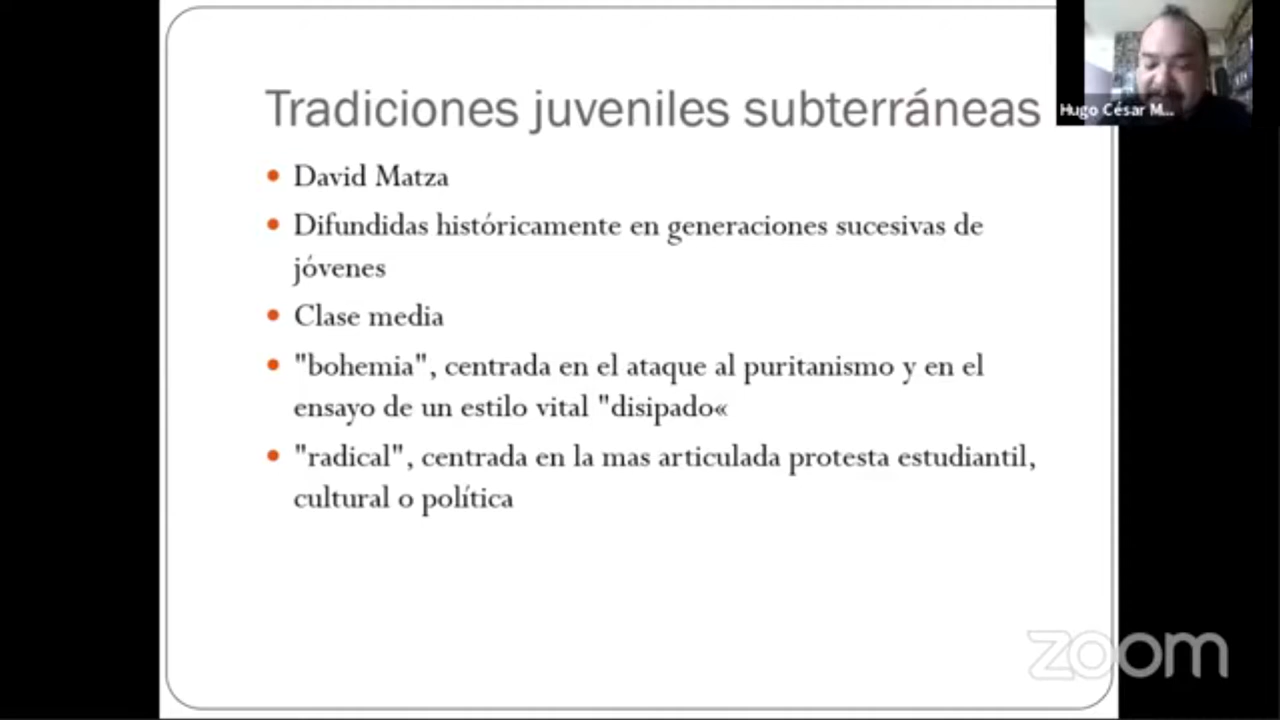 Tradiciones juveniles subterráneas
Hugo César M...
• David Matza
• Difundidas históricamente en generaciones sucesivas de
jóvenes
• Clase media
• "bohemia", centrada en el ataque al puritanismo y en el
ensayo de un estilo vital "disipado«
• "radical", centrada en la mas articulada protesta estudiantil,
cultural o política
zoom